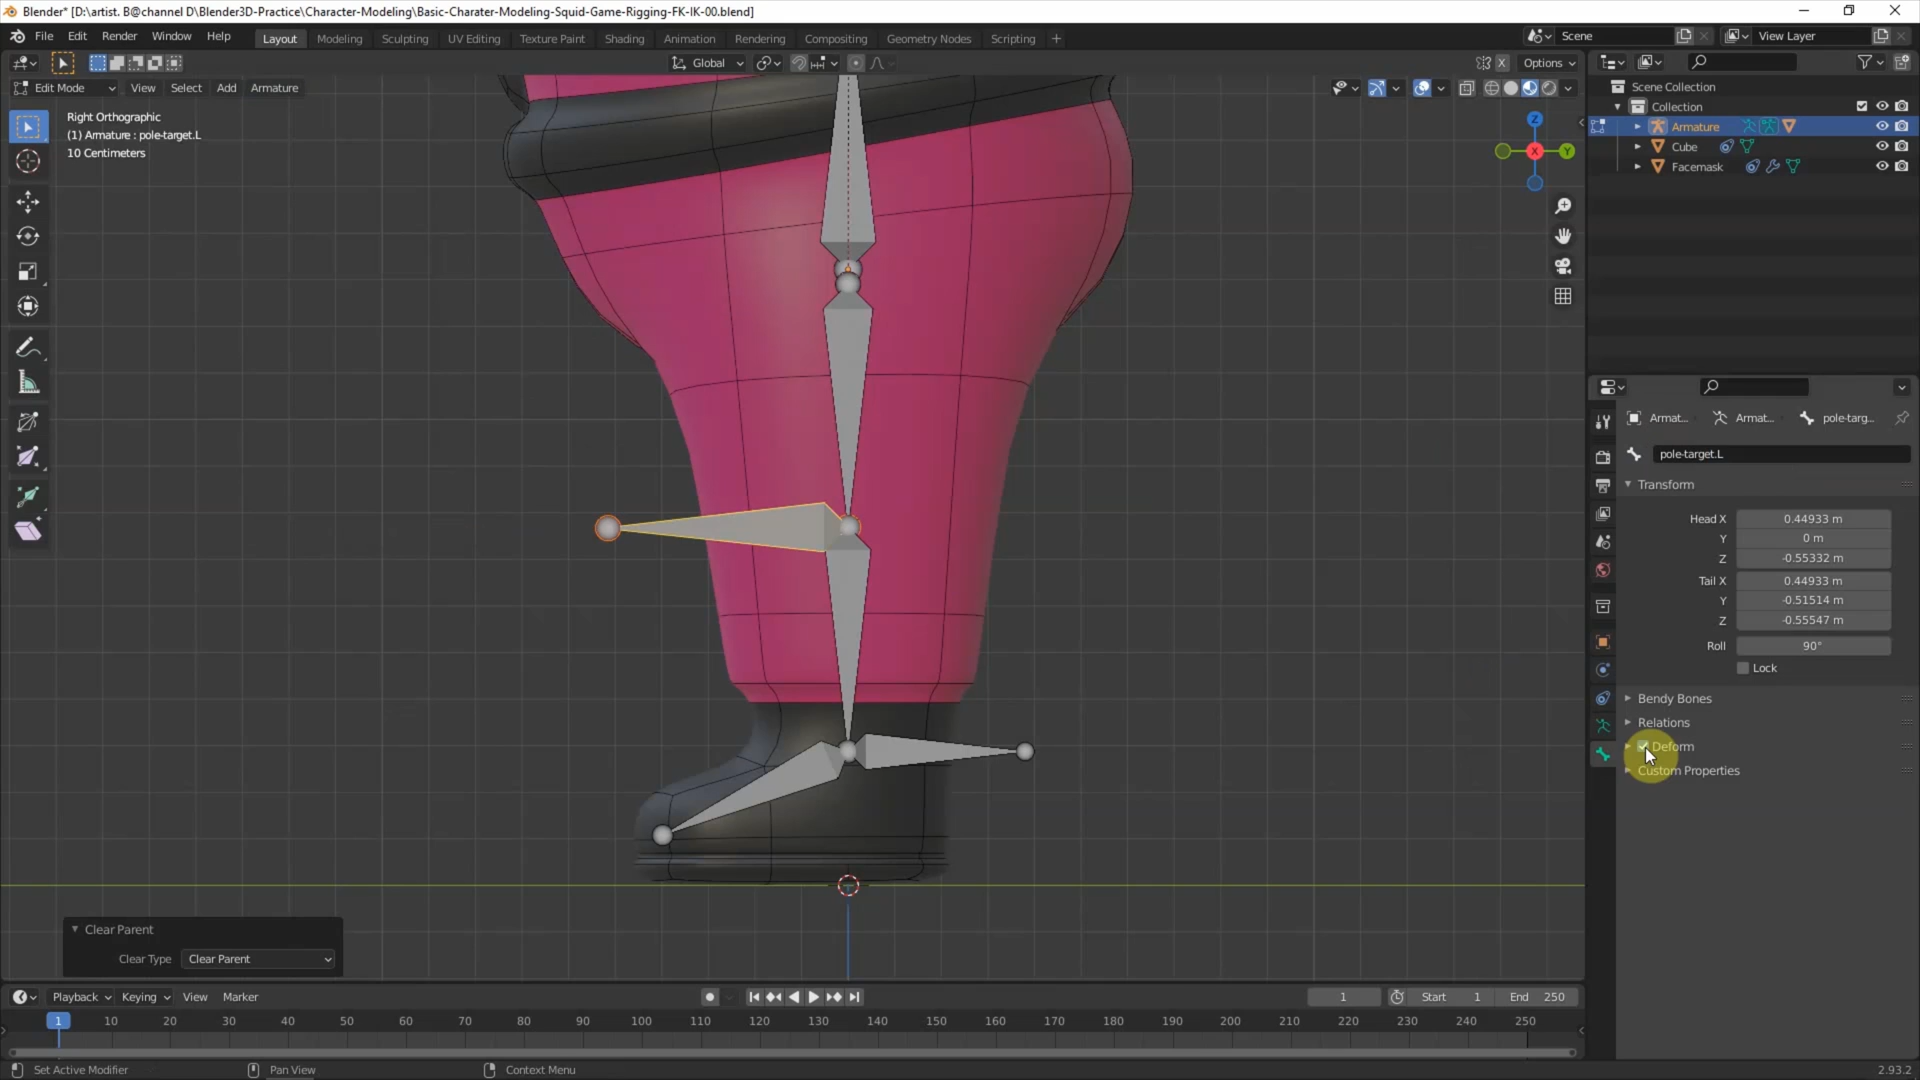 Blender* [D:\artist. B@channel D\Blender3D-Practice\Character-Modeling\Basic-Charater-Modeling-Squid-Game-Rigging-FK-IK-00.blend]
File Edit Render Window Help Layout Modeling Sculpting UV Editing Texture Paint Shading Animation Rendering Compositing Geometry Nodes Scripting + Scene View Layer
Global X Options
Edit Mode View Select Add Armature
Scene Collection
Collection
Armature
Cube
Facemask
Right Orthographic
(1) Armature : pole-target.L
10 Centimeters
Z
X Y
Armat... Armat... pole-targ...
pole-target.L
Transform
Head X 0.44933 m
Y 0 m
Z -0.55332 m
Tail X 0.44933 m
Y -0.51514 m
Z -0.55547 m
Roll 90°
Lock
Bendy Bones
Relations
Deform
Custom Properties
Clear Parent
Clear Type Clear Parent
Playback Keying View Marker 1 Start 1 End 250
1 10 20 30 40 50 60 70 80 90 100 110 120 130 140 150 160 170 180 190 200 210 220 230 240 250
Set Active Modifier Pan View Context Menu 2.93.2